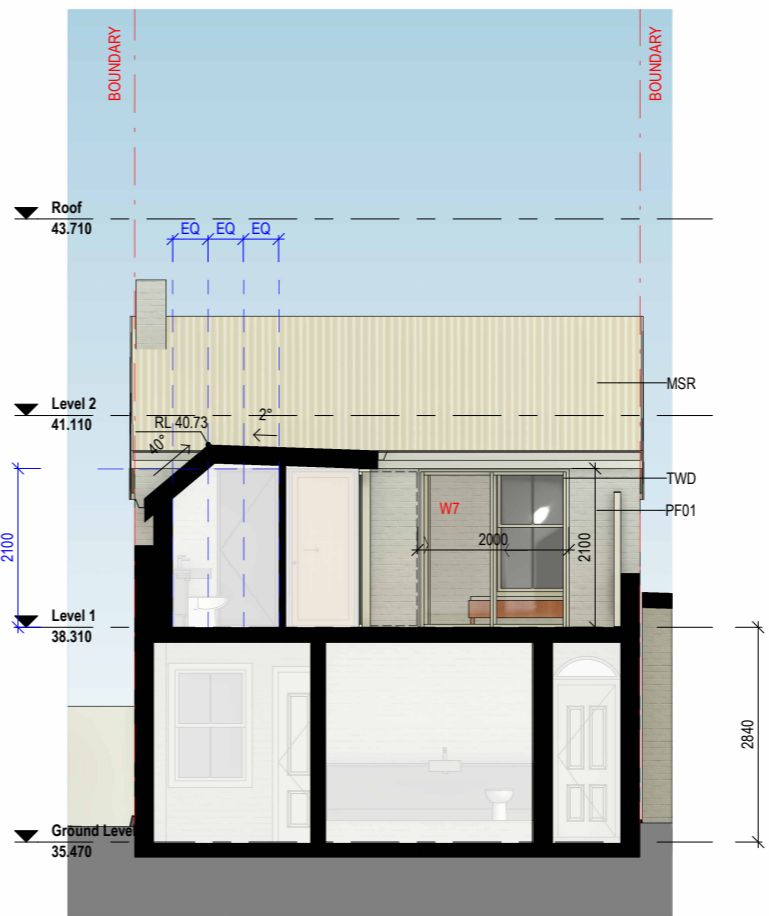 BOUNDARY
BOUNDARY
Roof
43.710
EQ EQ EQ
MSR
Level 2
41.110
RL 40.73
2°
40°
TWD
W7
PF01
2000
2100
2100
Level 1
38.310
2840
Ground Level
35.470